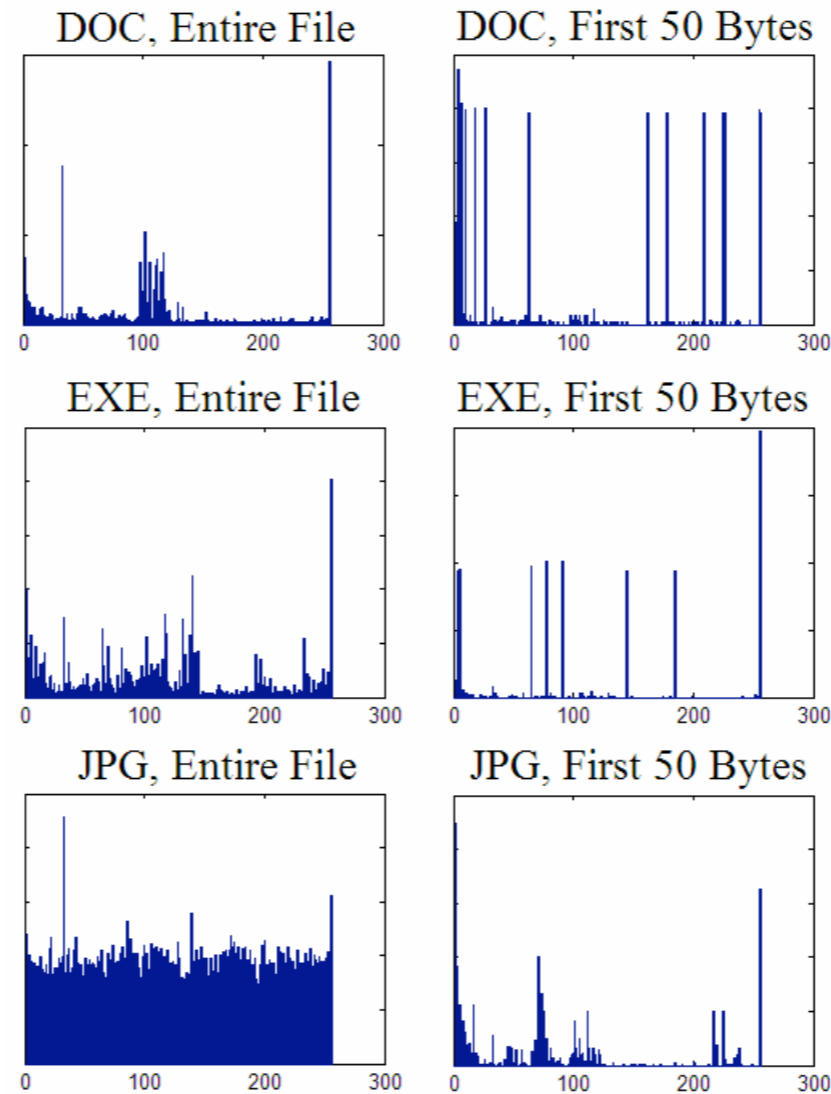 DOC, Entire File
DOC, First 50 Bytes
0 100 200 300
0 100 200 300
EXE, Entire File
EXE, First 50 Bytes
0 100 200 300
0 100 200 300
JPG, Entire File
JPG, First 50 Bytes
0 100 200 300
0 100 200 300